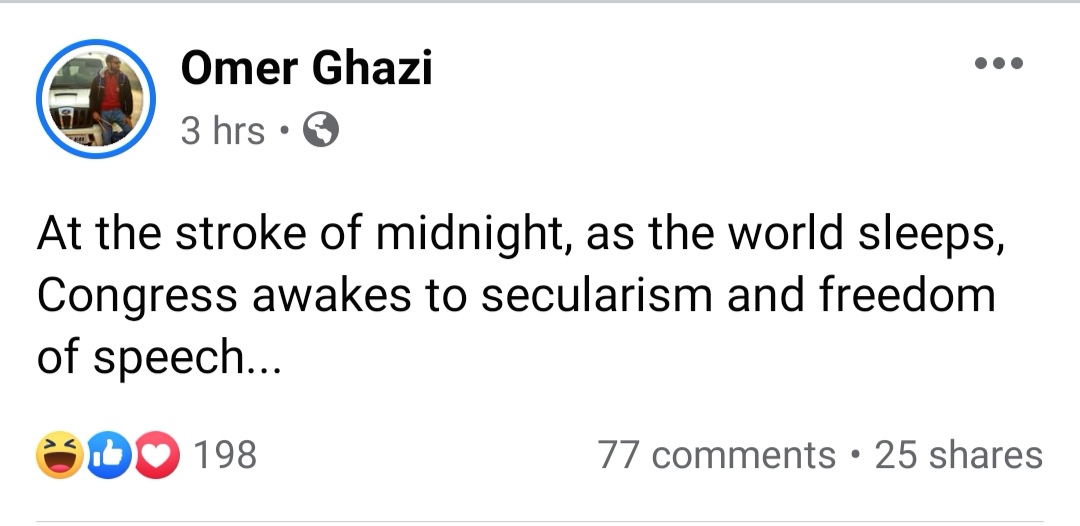 Omer Ghazi
3 hrs •
At the stroke of midnight, as the world sleeps,
Congress awakes to secularism and freedom
of speech...
198
77 comments • 25 shares